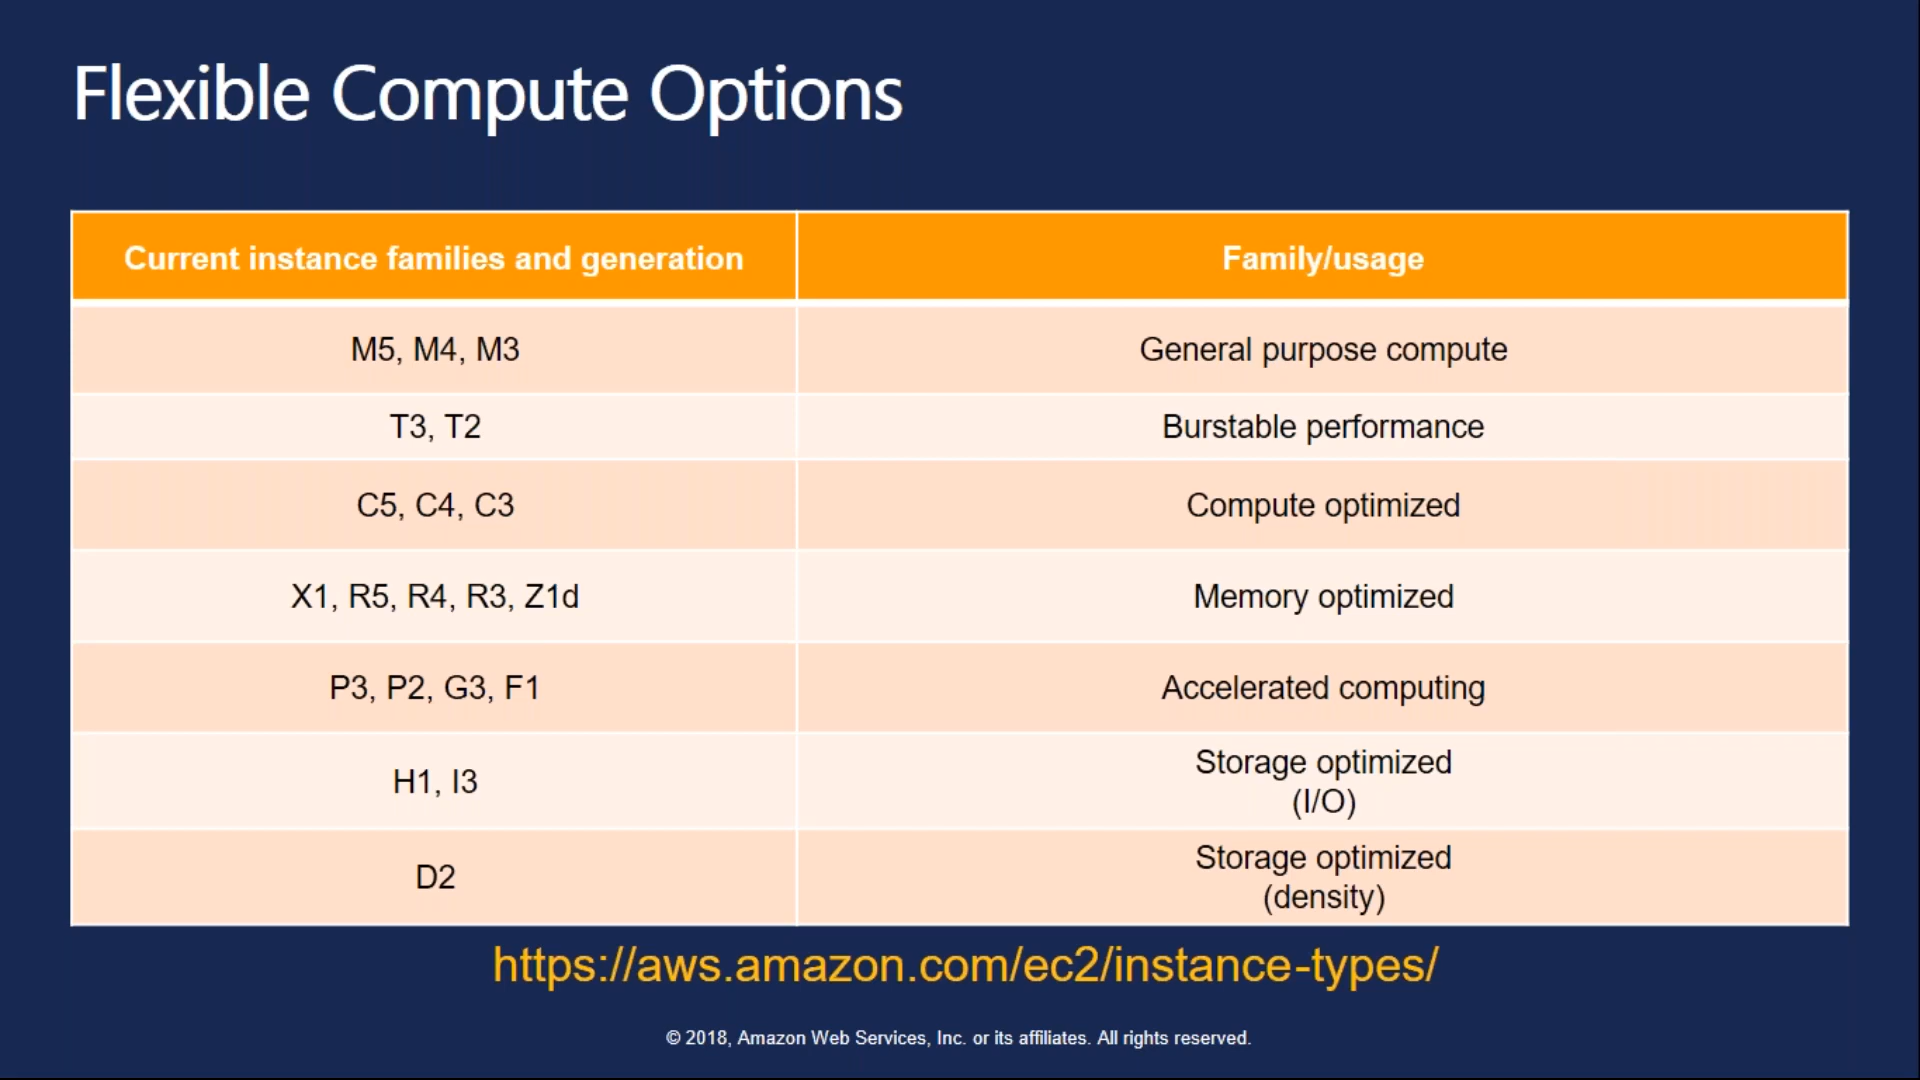 Flexible Compute Options
Current instance families and generation
Family/usage
M5, M4, M3
General purpose compute
T3, T2
Burstable performance
C5, C4, C3
Compute optimized
X1, R5, R4, R3, Z1d
Memory optimized
P3, P2, G3, F1
Accelerated computing
H1, I3
Storage optimized
(I/O)
D2
Storage optimized
(density)
https://aws.amazon.com/ec2/instance-types/
© 2018, Amazon Web Services, Inc. or its affiliates. All rights reserved.